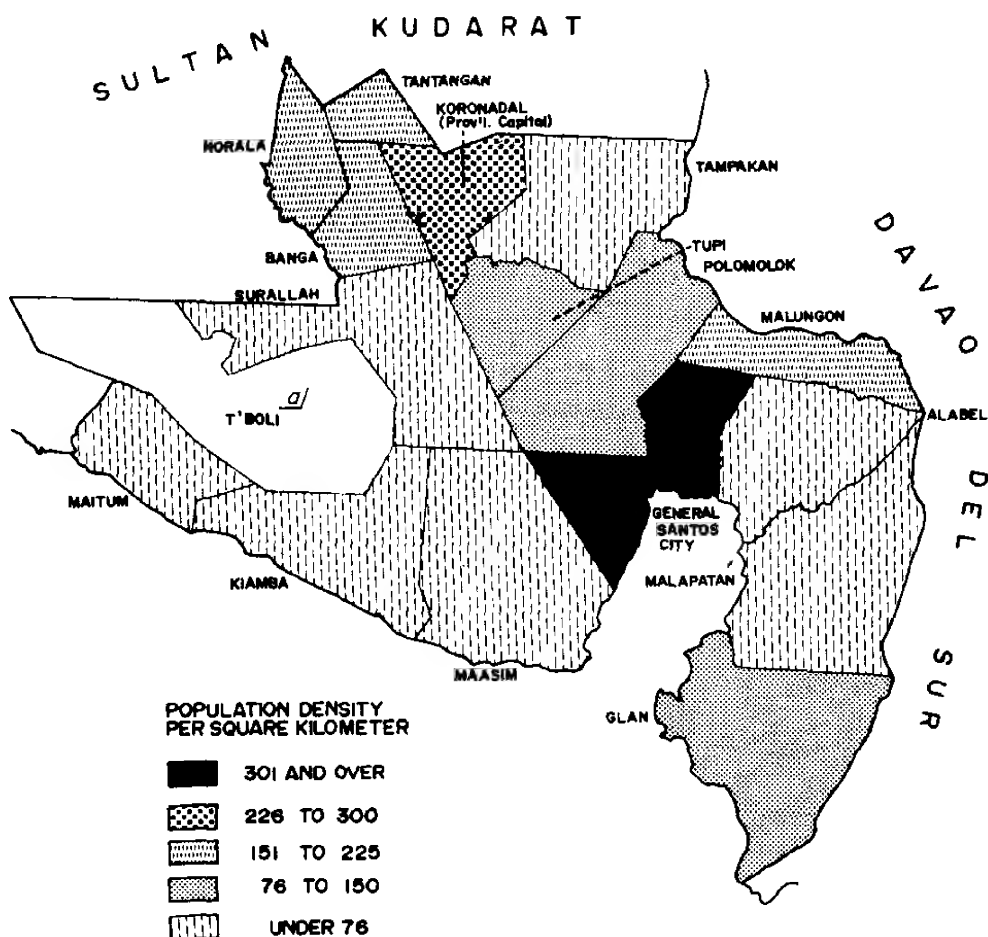 SULTAN KUDARAT
TANTANGAN
KORONADAL
(Prov'l. Capital)
NORALA
TAMPAKAN
BANGA
TUPI
POLOMOLOK
SURALLAH
MALUNGON
DAVAO DEL SUR
a/
T'BOLI
ALABEL
MAITUM
GENERAL
SANTOS
CITY
KIAMBA
MALAPATAN
MAASIM
GLAN
POPULATION DENSITY
PER SQUARE KILOMETER
301 AND OVER
226 TO 300
151 TO 225
76 TO 150
UNDER 76